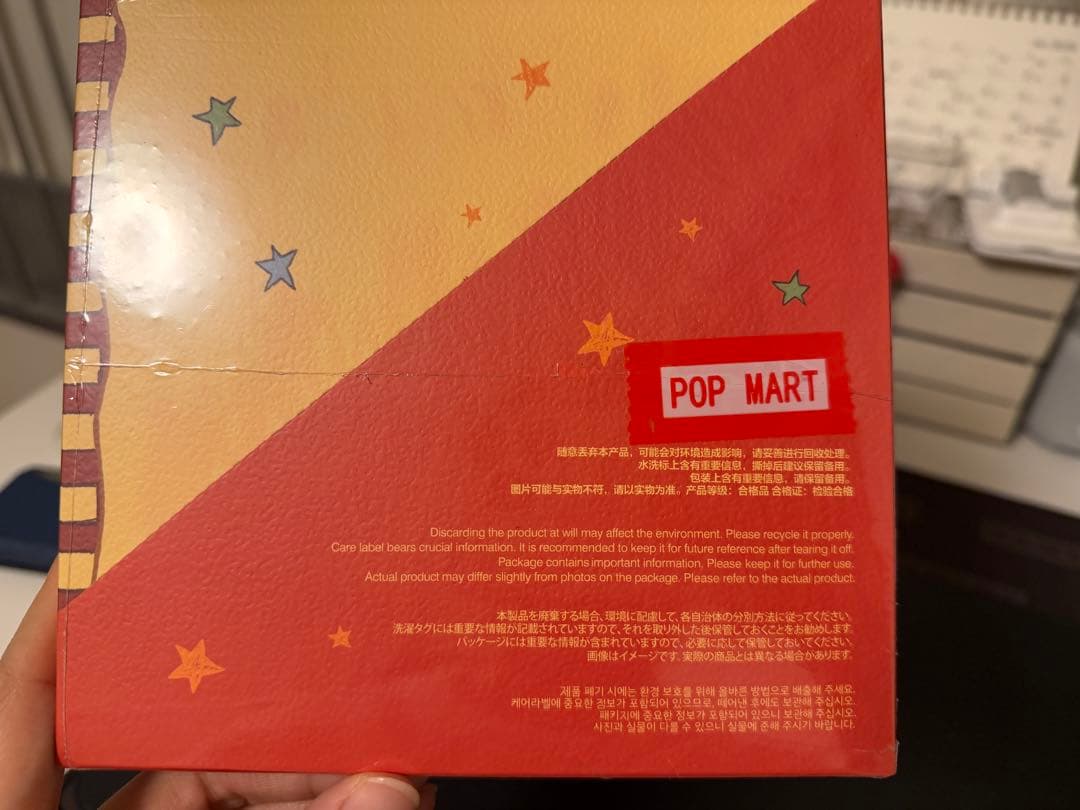 POP MART
随意丢弃本产品，可能会对环境造成影响，请妥善进行回收处理。
水洗标上含有重要信息，撕掉后建议保留备用。
包装上含有重要信息，请保留备用。
图片可能与实物不符，请以实物为准。产品等级：合格品 合格证：检验合格
Discarding the product at will may affect the environment. Please recycle it properly.
Care label bears crucial information. It is recommended to keep it for future reference after tearing it off.
Package contains important information. Please keep it for further use.
Actual product may differ slightly from photos on the package. Please refer to the actual product.
本製品を廃棄する場合、環境に配慮して、各自治体の分別方法に従ってください。
洗濯タグには重要な情報が記載されていますので、それを取り外した後保管しておくことをお勧めします。
パッケージには重要な情報が含まれていますので、必要に応じて保管しておいてください。
画像はイメージです。実際の商品とは異なる場合があります。
제품 폐기 시에는 환경 보호를 위해 올바른 방법으로 배출해 주세요.
케어라벨에 중요한 정보가 포함되어 있으므로, 떼어낸 후에도 보관해 주십시오.
패키지에 중요한 정보가 포함되어 있으니 보관해 주십시오.
사진과 실물이 다를 수 있으니 실물에 준해 주시기 바랍니다.